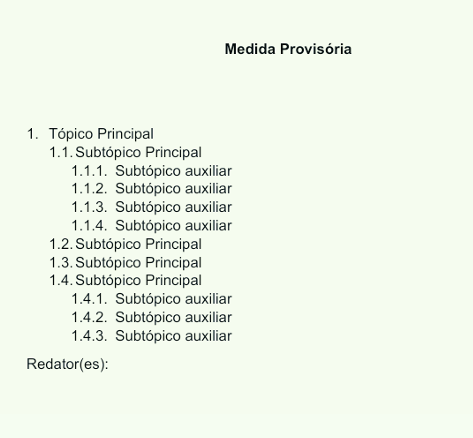 Medida Provisória
1. Tópico Principal
1.1. Subtópico Principal
1.1.1. Subtópico auxiliar
1.1.2. Subtópico auxiliar
1.1.3. Subtópico auxiliar
1.1.4. Subtópico auxiliar
1.2. Subtópico Principal
1.3. Subtópico Principal
1.4. Subtópico Principal
1.4.1. Subtópico auxiliar
1.4.2. Subtópico auxiliar
1.4.3. Subtópico auxiliar
Redator(es):